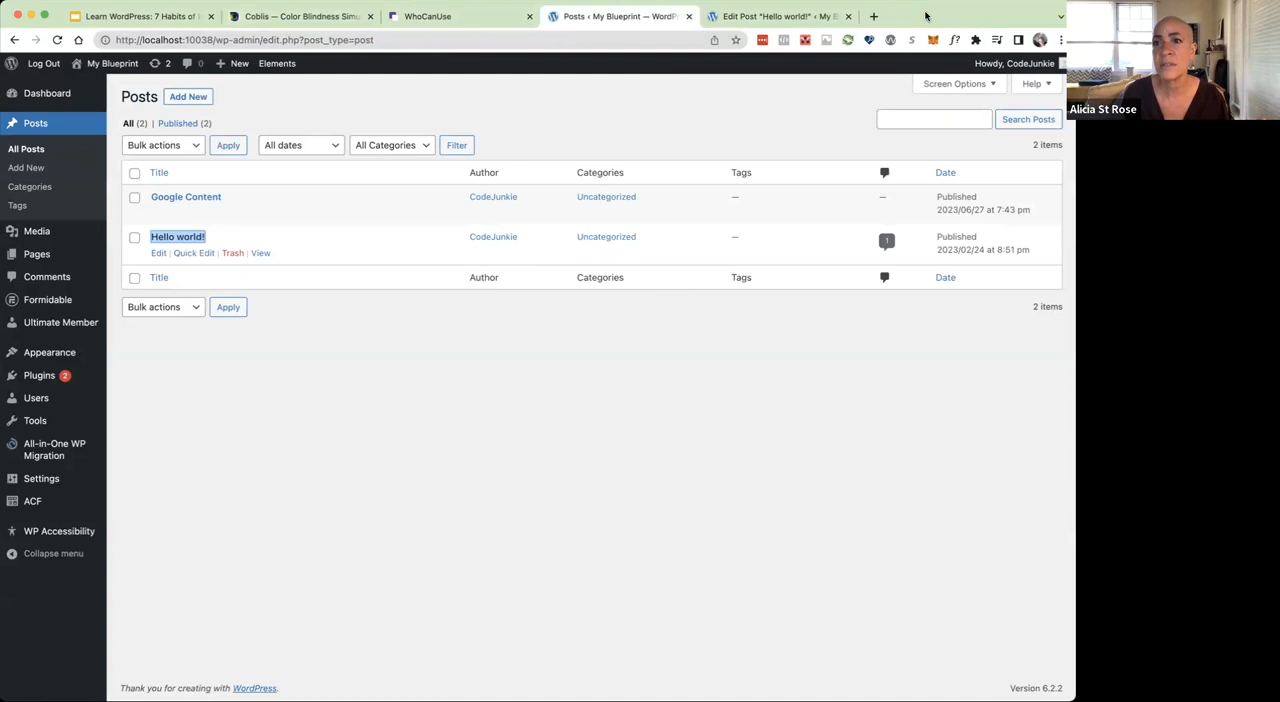 Learn WordPress: 7 Habits of
Coblis — Color Blindness Simu
WhoCanUse
Posts ‹ My Blueprint — WordPr
Edit Post "Hello world!" ‹ My B
http://localhost:10038/wp-admin/edit.php?post_type=post
Log Out
My Blueprint
2
0
New
Elements
Howdy, CodeJunkie
Dashboard
Posts
All Posts
Add New
Categories
Tags
Media
Pages
Comments
Formidable
Ultimate Member
Appearance
Plugins 2
Users
Tools
All-in-One WP
Migration
Settings
ACF
WP Accessibility
Collapse menu
Screen Options
Help
Posts
Add New
All (2) | Published (2)
Search Posts
Bulk actions
Apply
All dates
All Categories
Filter
2 items
Title
Author
Categories
Tags
Date
Google Content
CodeJunkie
Uncategorized
—
—
Published
2023/06/27 at 7:43 pm
Hello world!
Edit | Quick Edit | Trash | View
CodeJunkie
Uncategorized
—
1
Published
2023/02/24 at 8:51 pm
Title
Author
Categories
Tags
Date
Bulk actions
Apply
2 items
Thank you for creating with WordPress.
Version 6.2.2
Alicia St Rose